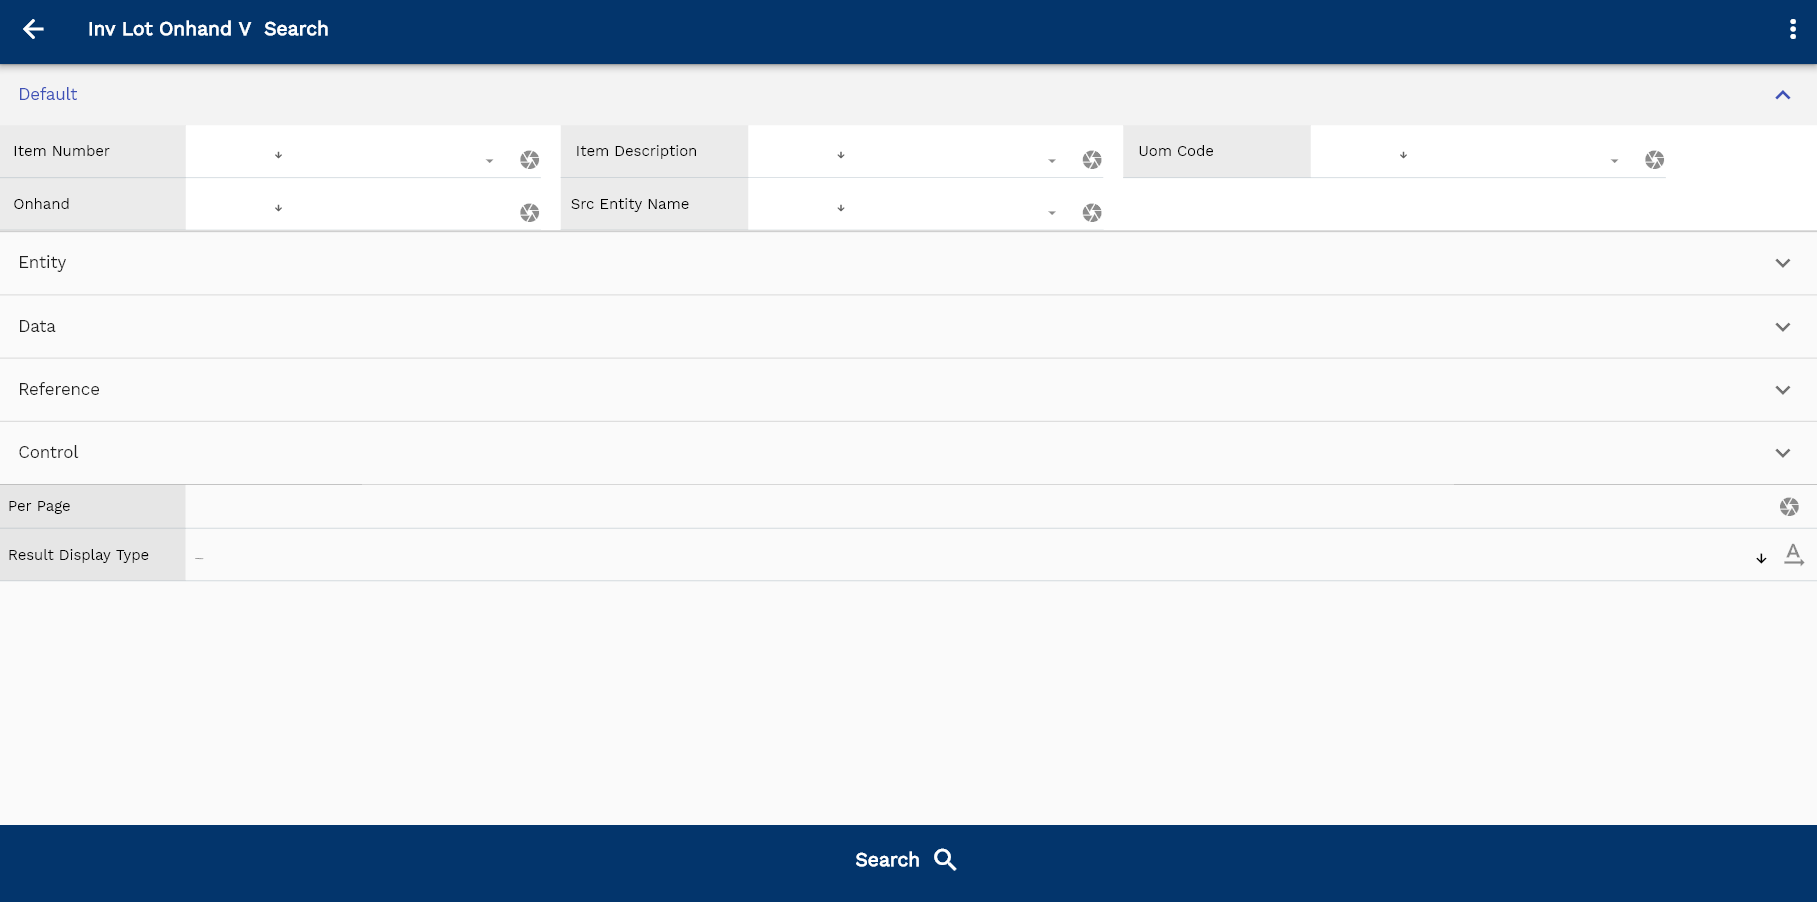 Inv Lot Onhand V  Search
Default
Item Number
Item Description
Uom Code
Onhand
Src Entity Name
Entity
Data
Reference
Control
Per Page
Result Display Type
Search